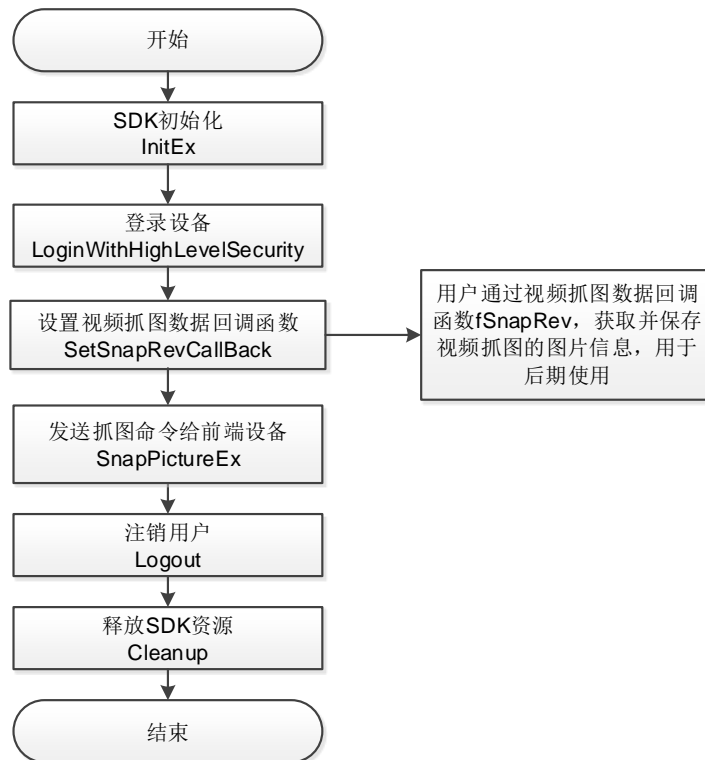 开始
SDK初始化
InitEx
登录设备
LoginWithHighLevelSecurity
设置视频抓图数据回调函数
SetSnapRevCallBack
用户通过视频抓图数据回调
函数fSnapRev，获取并保存
视频抓图的图片信息，用于
后期使用
发送抓图命令给前端设备
SnapPictureEx
注销用户
Logout
释放SDK资源
Cleanup
结束